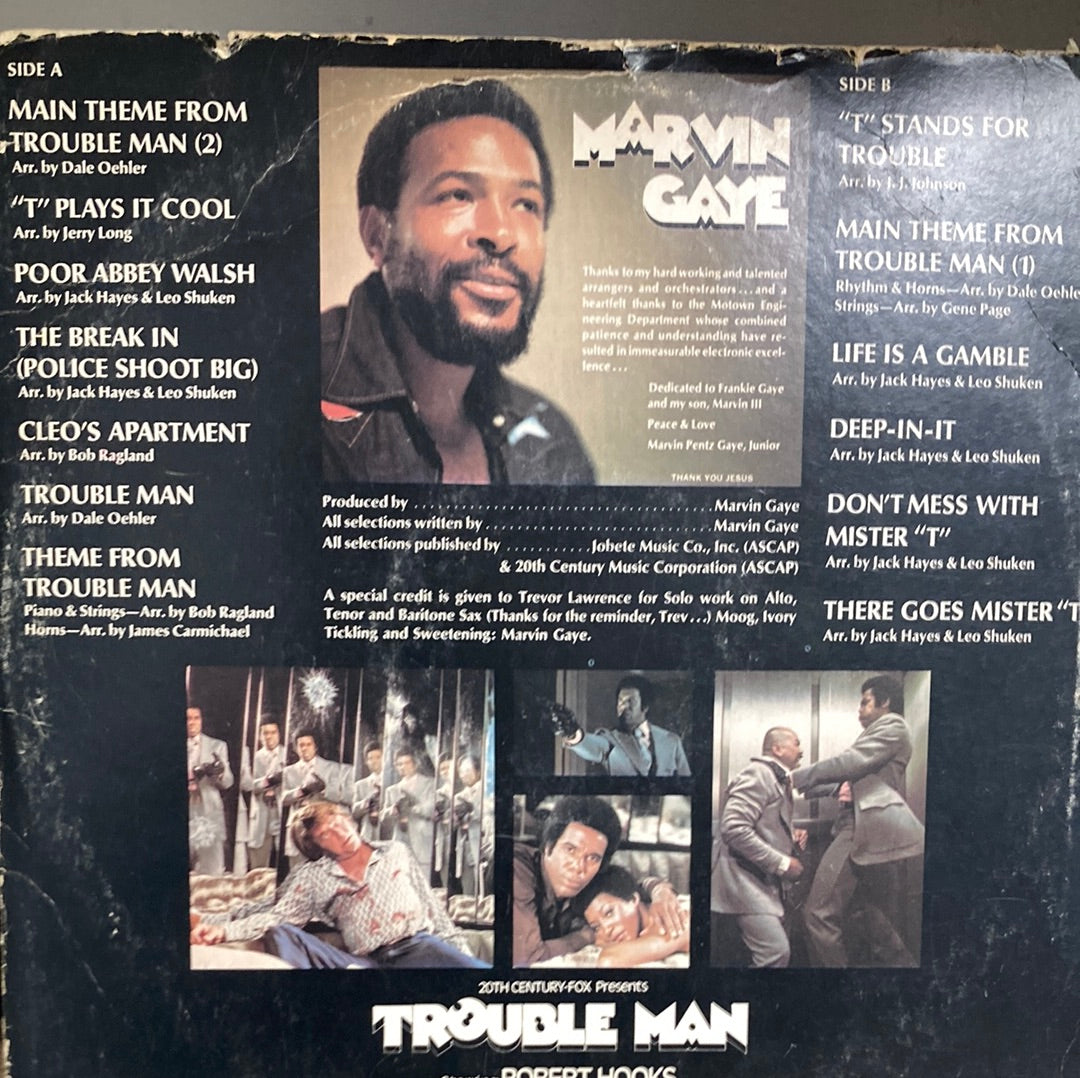 SIDE A
MAIN THEME FROM
TROUBLE MAN (2)
Arr. by Dale Oehler
"T" PLAYS IT COOL
Arr. by Jerry Long
POOR ABBEY WALSH
Arr. by Jack Hayes & Leo Shuken
THE BREAK IN
(POLICE SHOOT BIG)
Arr. by Jack Hayes & Leo Shuken
CLEO'S APARTMENT
Arr. by Bob Ragland
TROUBLE MAN
Arr. by Dale Oehler
THEME FROM
TROUBLE MAN
Piano & Strings—Arr. by Bob Ragland
Horns—Arr. by James Carmichael
MARVIN
GAYE
Thanks to my hard working and talented
arrangers and orchestrators...and a
heartfelt thanks to the Motown Engi-
neering Department whose combined
patience and understanding have re-
sulted in immeasurable electronic excel-
lence...
Dedicated to Frankie Gaye
and my son, Marvin III
Peace & Love
Marvin Pentz Gaye, Junior
THANK YOU JESUS
Produced by ..................................... Marvin Gaye
All selections written by ............................ Marvin Gaye
All selections published by ........... Jobete Music Co., Inc. (ASCAP)
& 20th Century Music Corporation (ASCAP)
A special credit is given to Trevor Lawrence for Solo work on Alto,
Tenor and Baritone Sax (Thanks for the reminder, Trev...) Moog, Ivory
Tickling and Sweetening: Marvin Gaye.
SIDE B
"T" STANDS FOR
TROUBLE
Arr. by J. J. Johnson
MAIN THEME FROM
TROUBLE MAN (1)
Rhythm & Horns—Arr. by Dale Oehle
Strings—Arr. by Gene Page
LIFE IS A GAMBLE
Arr. by Jack Hayes & Leo Shuken
DEEP-IN-IT
Arr. by Jack Hayes & Leo Shuken
DON'T MESS WITH
MISTER "T"
Arr. by Jack Hayes & Leo Shuken
THERE GOES MISTER "T
Arr. by Jack Hayes & Leo Shuken
20TH CENTURY-FOX Presents
TROUBLE MAN
ROBERT HOOKS